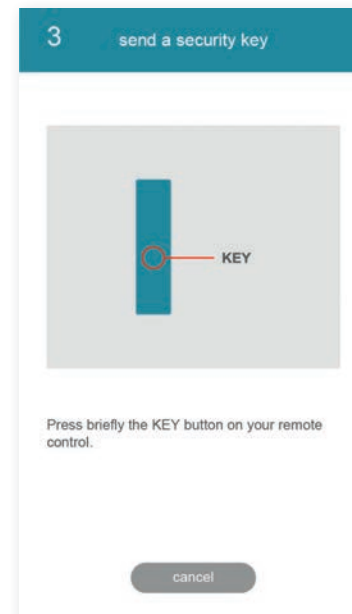 3 send a security key
KEY
Press briefly the KEY button on your remote
control.
cancel